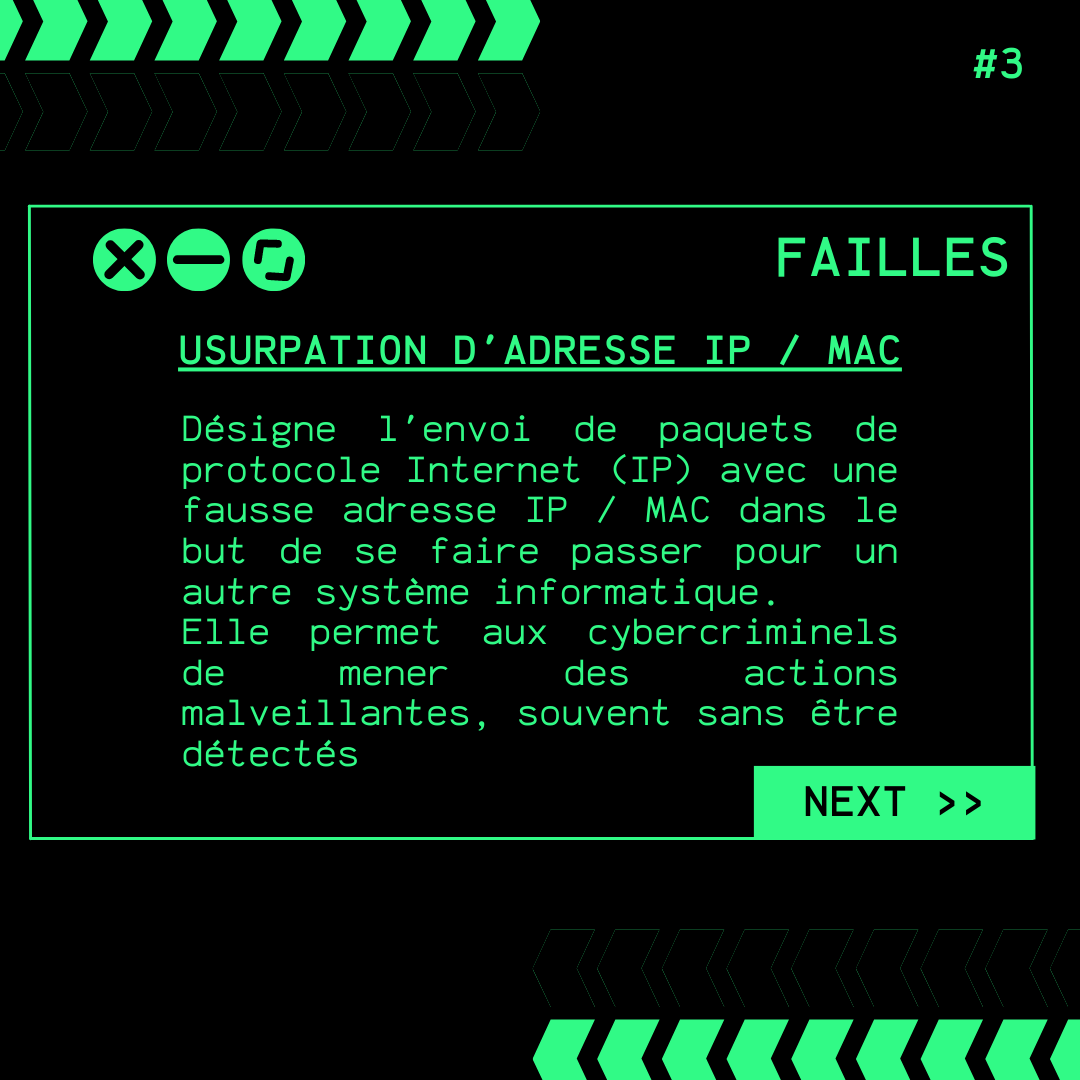 #3
FAILLES
USURPATION D'ADRESSE IP / MAC
Désigne l'envoi de paquets de
protocole Internet (IP) avec une
fausse adresse IP / MAC dans le
but de se faire passer pour un
autre système informatique.
Elle permet aux cybercriminels
de mener des actions
malveillantes, souvent sans être
détectés
NEXT >>